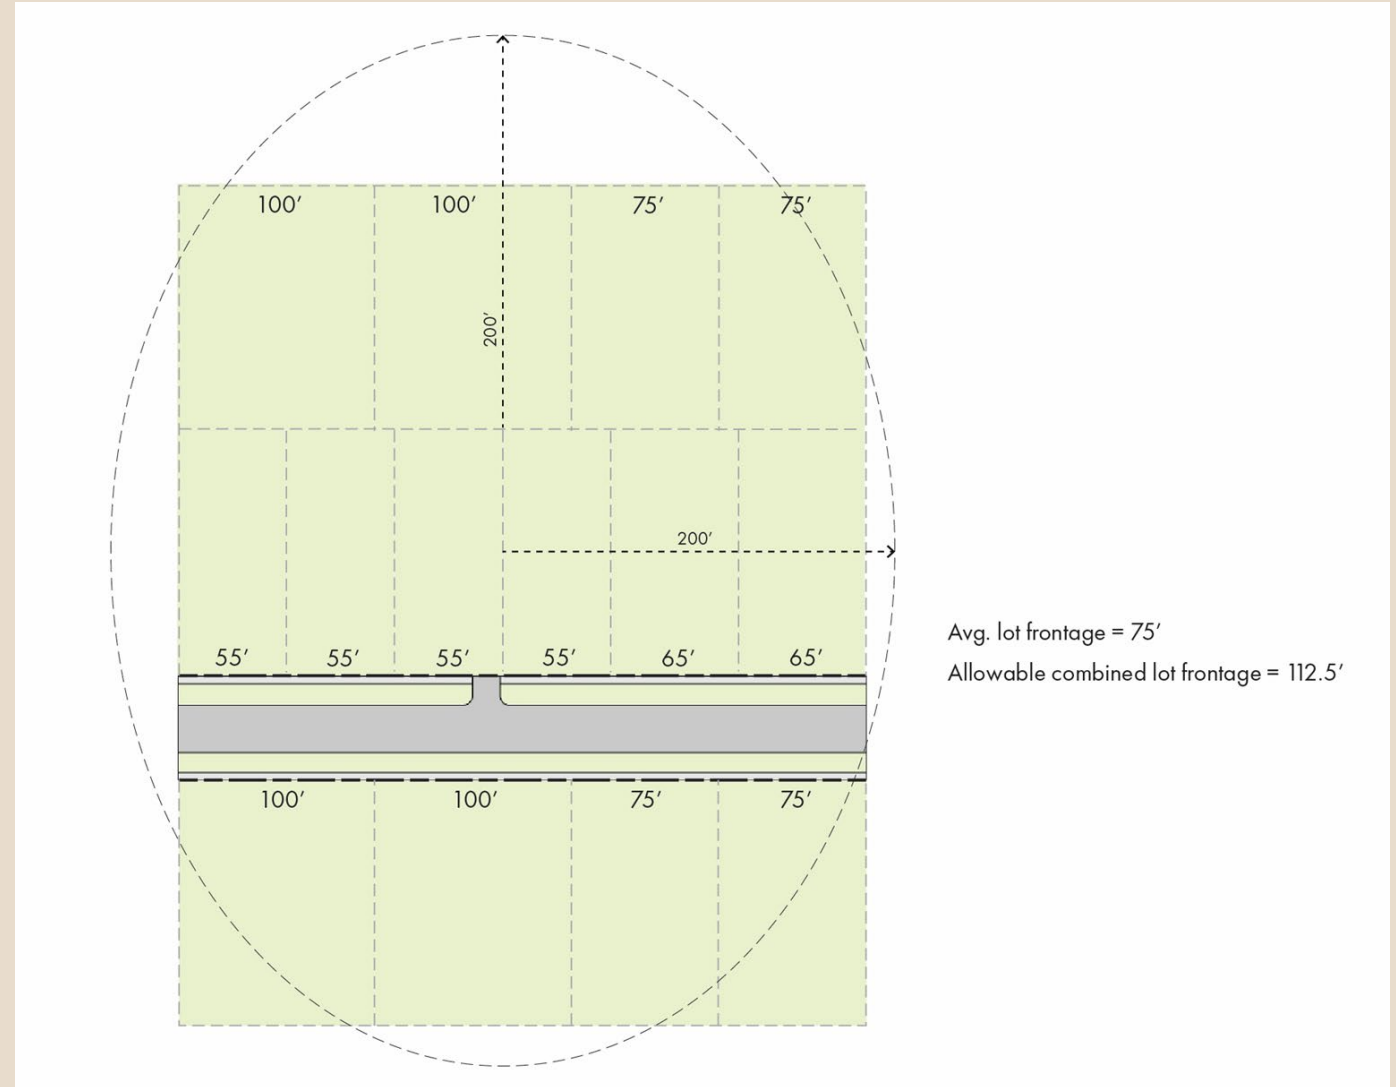 100’ 100’ 75’ 75’
200’
200’
Avg. lot frontage = 75’
55’ 55’ 55’ 55’ 65’ 65’
Allowable combined lot frontage = 112.5’
100’ 100’ 75’ 75’